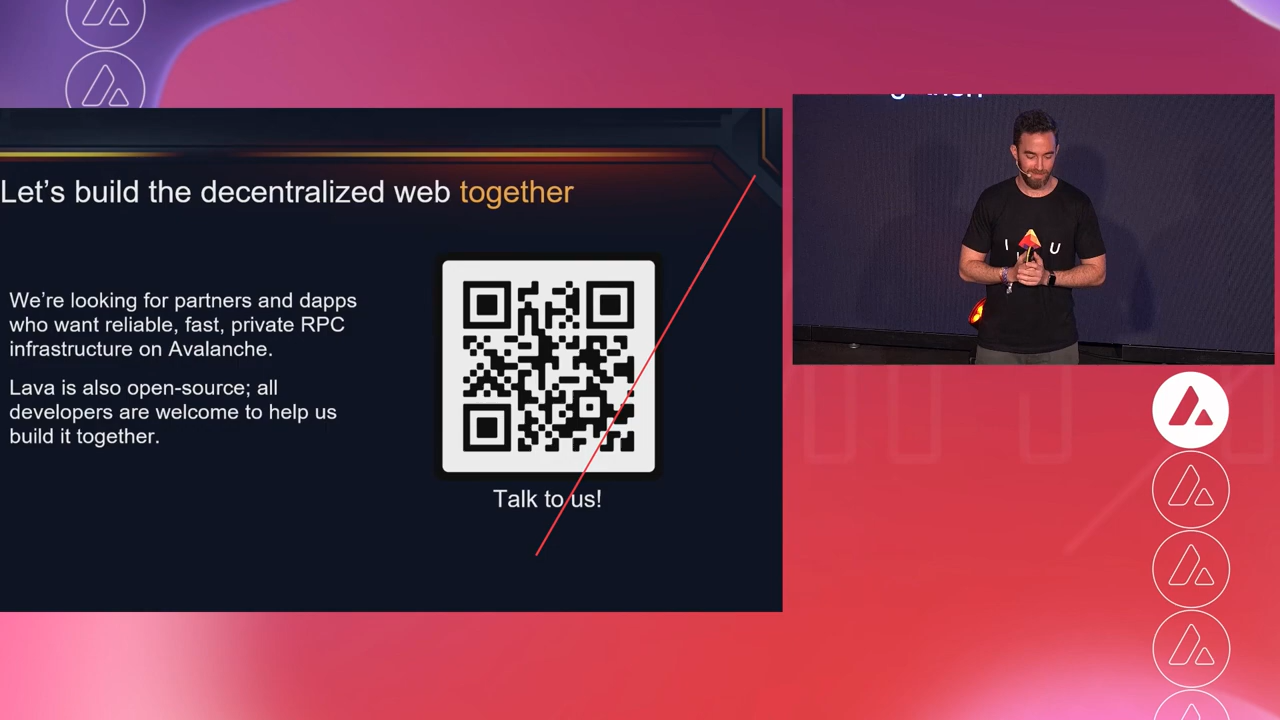 Let's build the decentralized web together
We're looking for partners and dapps
who want reliable, fast, private RPC
infrastructure on Avalanche.
Lava is also open-source; all
developers are welcome to help us
build it together.
Talk to us!
I U